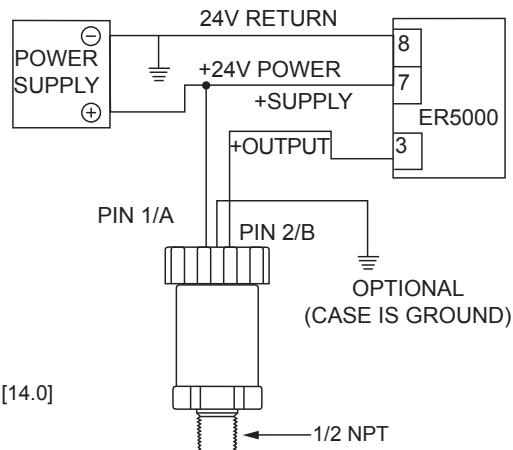 24V RETURN
8
POWER
SUPPLY
+24V POWER
7
+SUPPLY
ER5000
+OUTPUT
3
PIN 1/A
PIN 2/B
OPTIONAL
(CASE IS GROUND)
[14.0]
1/2 NPT